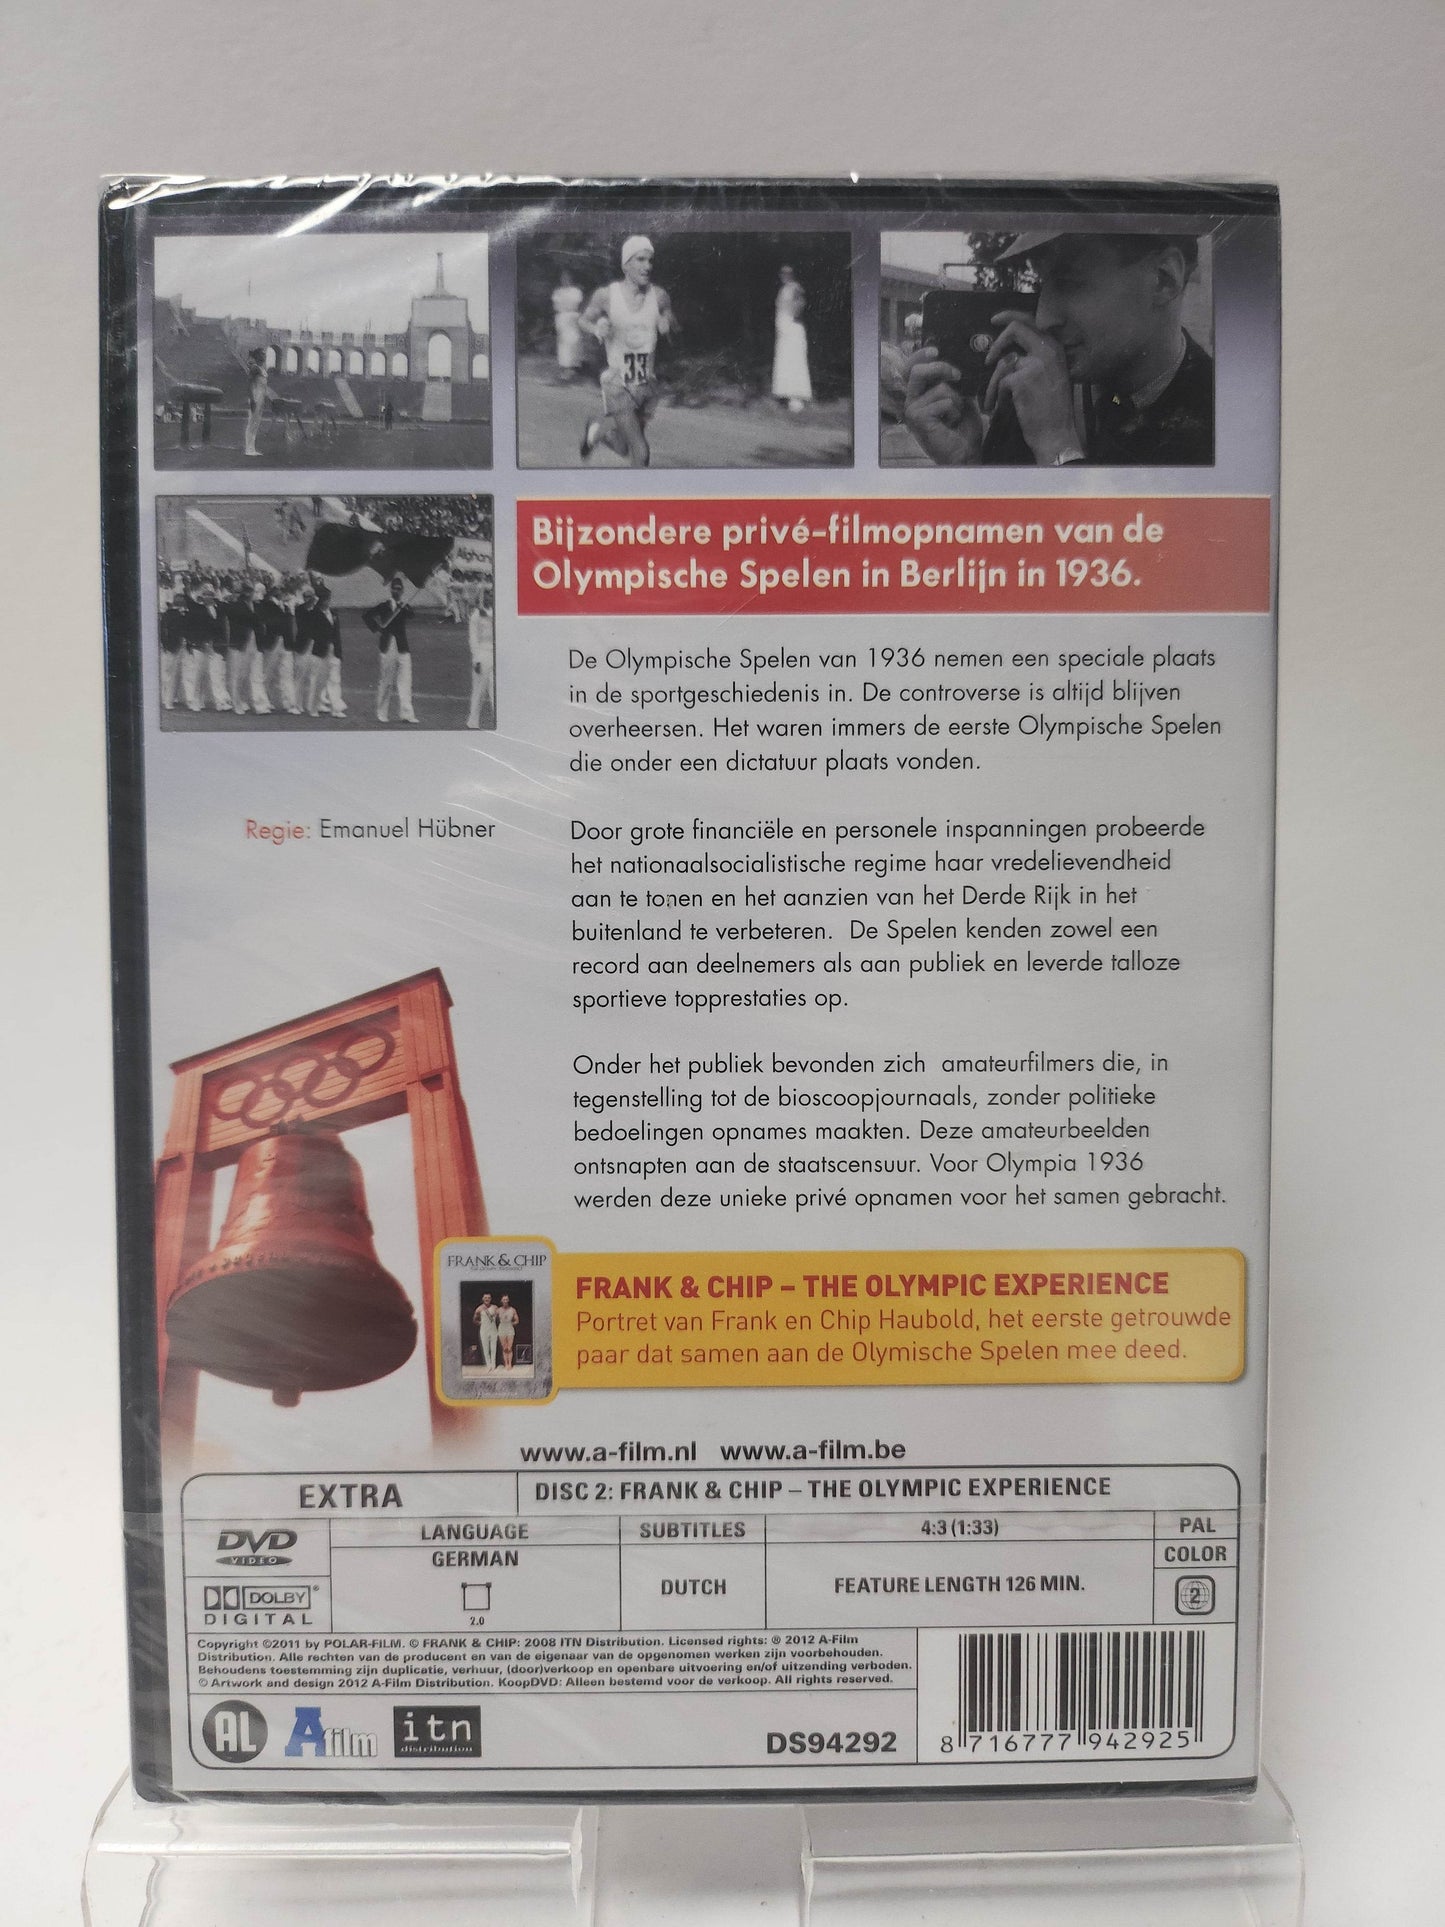 33
Afghan
Bijzondere privé-filmopnamen van de
Olympische Spelen in Berlijn in 1936.
De Olympische Spelen van 1936 nemen een speciale plaats
in de sportgeschiedenis in. De controverse is altijd blijven
overheersen. Het waren immers de eerste Olympische Spelen
die onder een dictatuur plaats vonden.
Regie: Emanuel Hübner
Door grote financiële en personele inspanningen probeerde
het nationaalsocialistische regime haar vredelievendheid
aan te tonen en het aanzien van het Derde Rijk in het
buitenland te verbeteren. De Spelen kenden zowel een
record aan deelnemers als aan publiek en leverde talloze
sportieve topprestaties op.
Onder het publiek bevonden zich amateurfilmers die, in
tegenstelling tot de bioscoopjournaals, zonder politieke
bedoelingen opnames maakten. Deze amateurbeelden
ontsnapten aan de staatscensuur. Voor Olympia 1936
werden deze unieke privé opnamen voor het samen gebracht.
FRANK & CHIP
FRANK & CHIP – THE OLYMPIC EXPERIENCE
Portret van Frank en Chip Haubold, het eerste getrouwde
paar dat samen aan de Olymische Spelen mee deed.
www.a-film.nl www.a-film.be
EXTRA
DISC 2: FRANK & CHIP – THE OLYMPIC EXPERIENCE
DVD
VIDEO
LANGUAGE
GERMAN
2.0
SUBTITLES
DUTCH
4:3 (1:33)
FEATURE LENGTH 126 MIN.
PAL
COLOR
2
DOLBY®
DIGITAL
Copyright ©2011 by POLAR-FILM. © FRANK & CHIP: 2008 ITN Distribution. Licensed rights: ® 2012 A-Film
Distribution. Alle rechten van de producent en van de eigenaar van de opgenomen werken zijn voorbehouden.
Behoudens toestemming zijn duplicatie, verhuur, (door)verkoop en openbare uitvoering en/of uitzending verboden.
© Artwork and design 2012 A-Film Distribution. KoopDVD: Alleen bestemd voor de verkoop. All rights reserved.
AL
A film
itn
distribution
DS94292
8 716777 942925